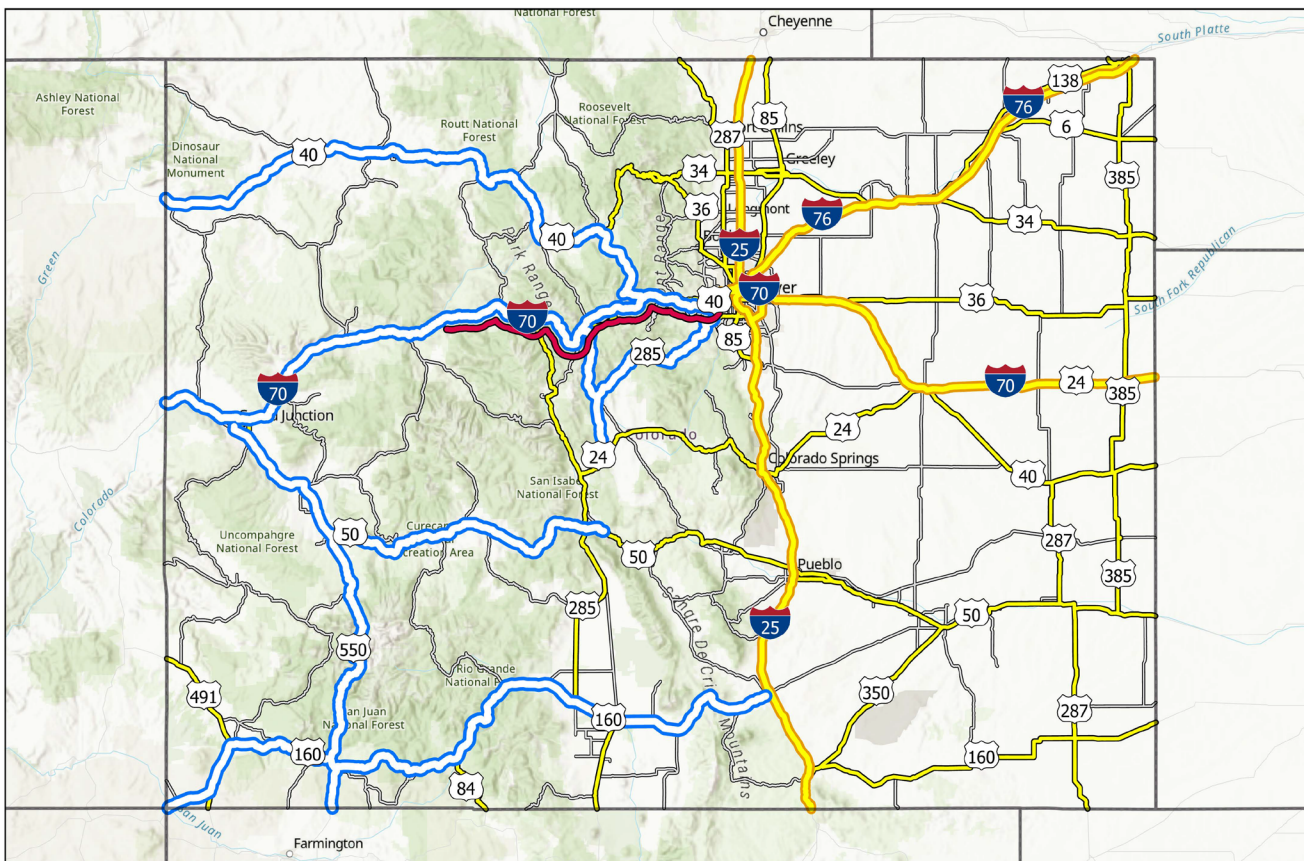 National Forest
Cheyenne
South Platte
Ashley National
Forest
138
76
Roosevelt
National Forest
85
Routt National
Forest
6
287
Dinosaur
National
Monument
40
Greeley
34
385
36
76
34
40
25
Park Range
Green
South Fork Republican
70
40
36
70
285
85
70
70
24
385
Junction
24
24
Colorado Springs
40
San Isabel
National Forest
Colorado
Uncompahgre
National Forest
50
287
50
Pueblo
385
285
50
25
550
Rio Grande
National
491
350
San Juan
National Forest
160
287
160
160
Mountains
84
San Juan
Farmington